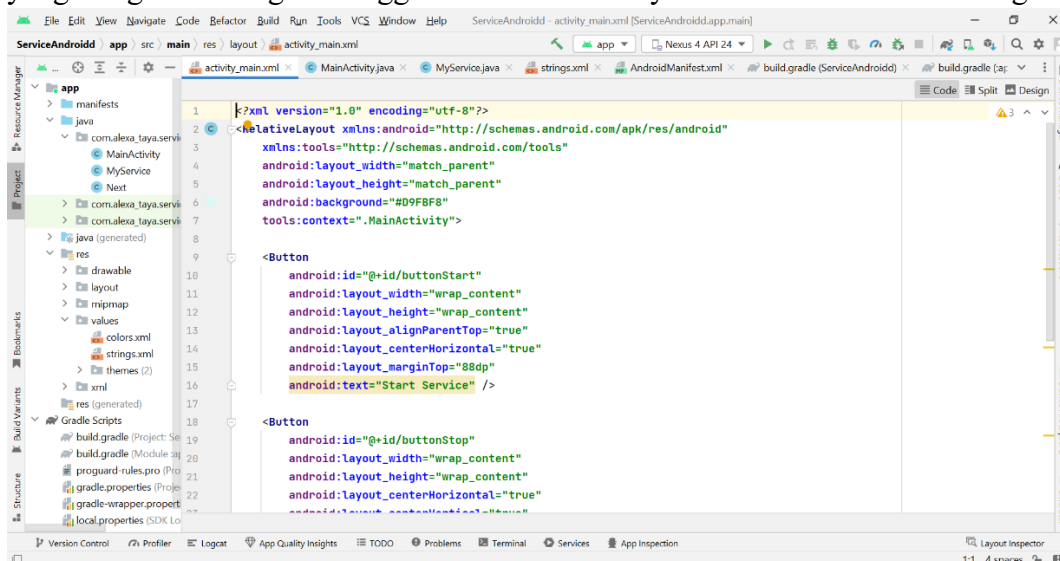 File Edit View Navigate Code Refactor Build Run Tools VCS Window Help ServiceAndroidd - activity_main.xml [ServiceAndroidd.app.main]
ServiceAndroidd app src main res layout activity_main.xml app Nexus 4 API 24
activity_main.xml MainActivity.java MyService.java strings.xml AndroidManifest.xml build.gradle (ServiceAndroidd) build.gradle (:ap
Code Split Design
Resource Manager
Project
Bookmarks
Build Variants
Structure
app
manifests
java
com.alexa_taya.servi
MainActivity
MyService
Next
com.alexa_taya.servi
com.alexa_taya.servi
java (generated)
res
drawable
layout
mipmap
values
colors.xml
strings.xml
themes (2)
xml
res (generated)
Gradle Scripts
build.gradle (Project: Se
build.gradle (Module :ap
proguard-rules.pro (Pro
gradle.properties (Proje
gradle-wrapper.propert
local.properties (SDK Lo
3
1 <?xml version="1.0" encoding="utf-8"?>
2 <RelativeLayout xmlns:android="http://schemas.android.com/apk/res/android"
3 xmlns:tools="http://schemas.android.com/tools"
4 android:layout_width="match_parent"
5 android:layout_height="match_parent"
6 android:background="#D9FBF8"
7 tools:context=".MainActivity">
8
9 <Button
10 android:id="@+id/buttonStart"
11 android:layout_width="wrap_content"
12 android:layout_height="wrap_content"
13 android:layout_alignParentTop="true"
14 android:layout_centerHorizontal="true"
15 android:layout_marginTop="88dp"
16 android:text="Start Service" />
17
18 <Button
19 android:id="@+id/buttonStop"
20 android:layout_width="wrap_content"
21 android:layout_height="wrap_content"
22 android:layout_centerHorizontal="true"
Version Control Profiler Logcat App Quality Insights TODO Problems Terminal Services App Inspection Layout Inspector
1:1 4 spaces